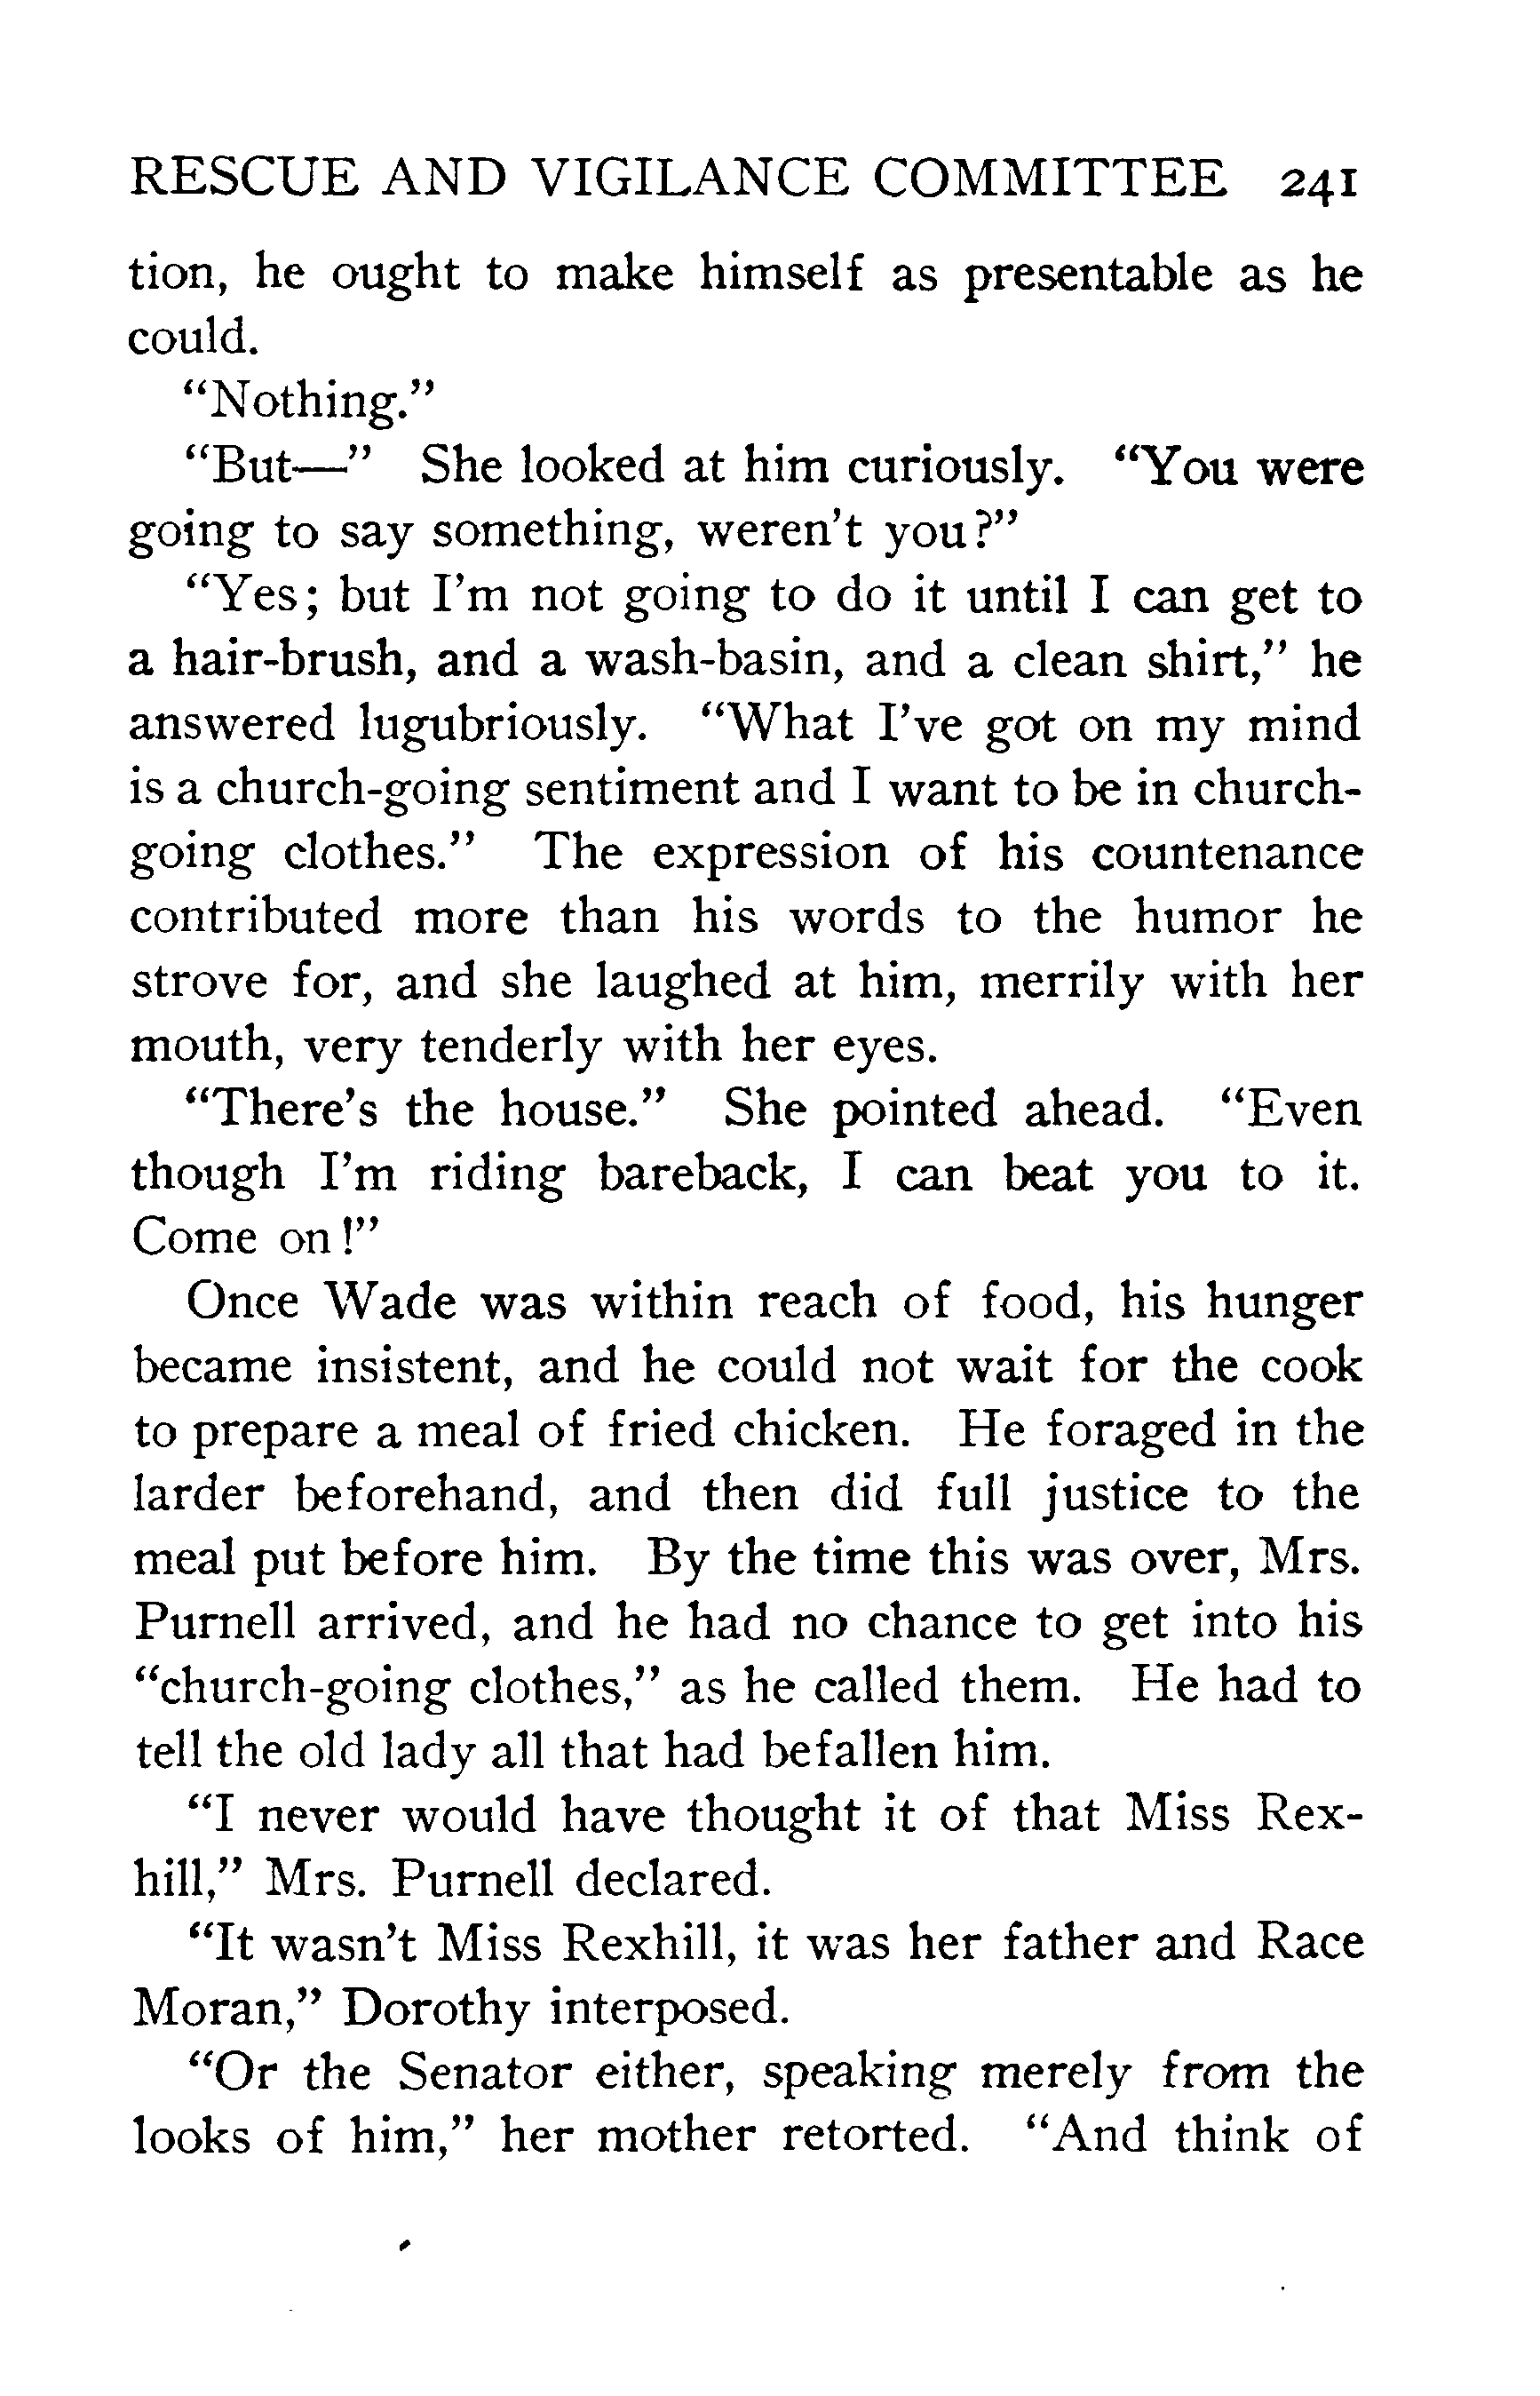 RESCUE AND VIGILANCE COMMITTEE 241
tion, he ought to make himself as presentable as he
could.
“Nothing.”
“But—” She looked at him curiously. “You were
going to say something, weren't you?”
“Yes; but I'm not going to do it until I can get to
a hair-brush, and a wash-basin, and a clean shirt,” he
answered lugubriously. “What I've got on my mind
is a church-going sentiment and I want to be in church-
going clothes.” The expression of his countenance
contributed more than his words to the humor he
strove for, and she laughed at him, merrily with her
mouth, very tenderly with her eyes.
“There's the house.” She pointed ahead. “Even
though I'm riding bareback, I can beat you to it.
Come on!”
Once Wade was within reach of food, his hunger
became insistent, and he could not wait for the cook
to prepare a meal of fried chicken. He foraged in the
larder beforehand, and then did full justice to the
meal put before him. By the time this was over, Mrs.
Purnell arrived, and he had no chance to get into his
“church-going clothes,” as he called them. He had to
tell the old lady all that had befallen him.
“I never would have thought it of that Miss Rex-
hill,” Mrs. Purnell declared.
“It wasn't Miss Rexhill, it was her father and Race
Moran,” Dorothy interposed.
“Or the Senator either, speaking merely from the
looks of him,” her mother retorted. “And think of